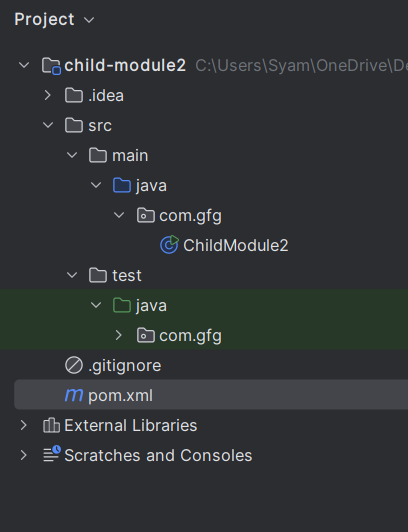 Project
child-module2 C:\Users\Syam\OneDrive\De
.idea
src
main
java
com.gfg
ChildModule2
test
java
com.gfg
.gitignore
pom.xml
External Libraries
Scratches and Consoles